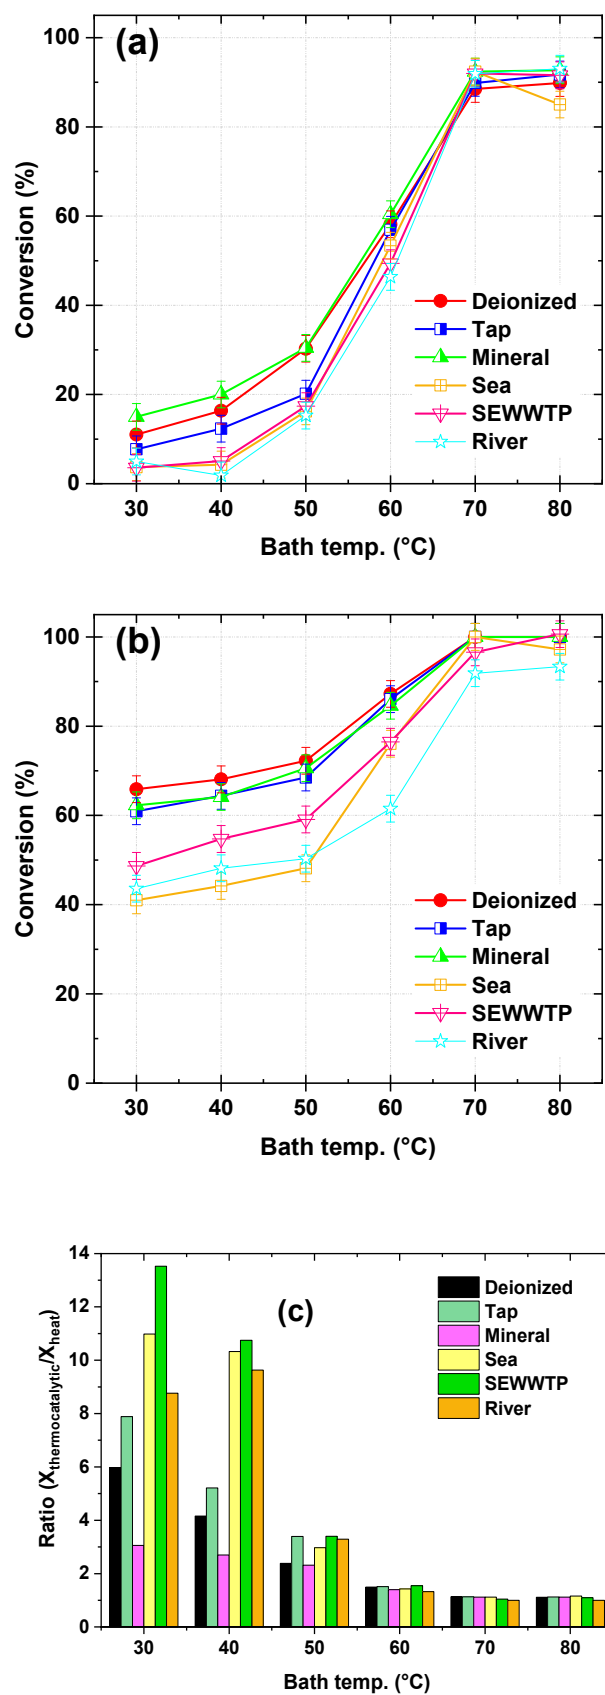 (a)
Conversion (%)
100
80
60
40
20
0
Deionized
Tap
Mineral
Sea
SEWWTP
River
30 40 50 60 70 80
Bath temp. (°C)
(b)
Conversion (%)
100
80
60
40
20
0
Deionized
Tap
Mineral
Sea
SEWWTP
River
30 40 50 60 70 80
Bath temp. (°C)
(c)
Ratio (Xthermocatalytic/Xheat)
14
12
10
8
6
4
2
0
Deionized
Tap
Mineral
Sea
SEWWTP
River
30 40 50 60 70 80
Bath temp. (°C)